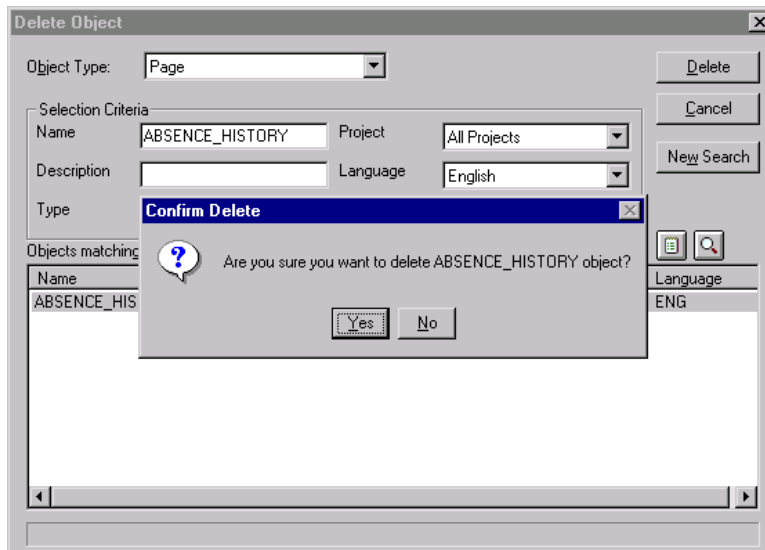 Delete Object
Object Type: Page Delete
Selection Criteria Cancel
Name ABSENCE_HISTORY Project All Projects
New Search
Description Language English
Type Confirm Delete
Objects matching
Are you sure you want to delete ABSENCE_HISTORY object?
Name Language
ABSENCE_HIS ENG
Yes No